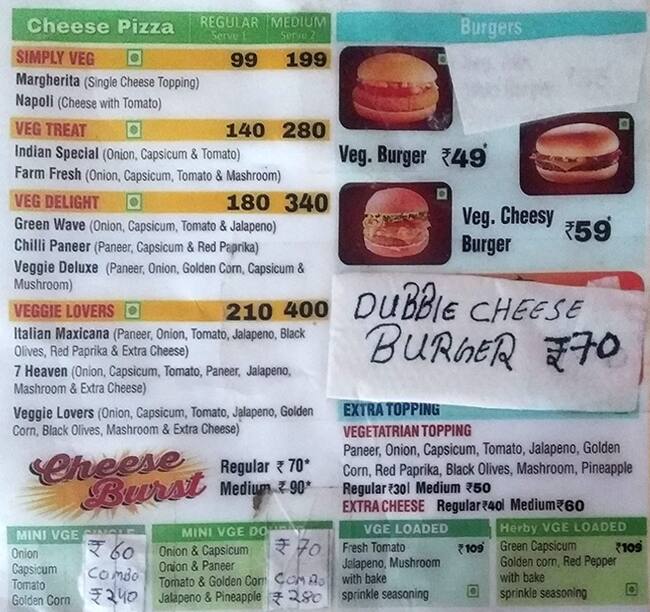 Cheese Pizza REGULAR Serve 1 MEDIUM Serve 2
SIMPLY VEG 99 199
Margherita (Single Cheese Topping)
Napoli (Cheese with Tomato)
VEG TREAT 140 280
Indian Special (Onion, Capsicum & Tomato)
Farm Fresh (Onion, Capsicum, Tomato & Mashroom)
VEG DELIGHT 180 340
Green Wave (Onion, Capsicum, Tomato & Jalapeno)
Chilli Paneer (Paneer, Capsicum & Red Paprika)
Veggie Deluxe (Paneer, Onion, Golden Corn, Capsicum &
Mushroom)
VEGGIE LOVERS 210 400
Italian Maxicana (Paneer, Onion, Tomato, Jalapeno, Black
Olives, Red Paprika & Extra Cheese)
7 Heaven (Onion, Capsicum, Tomato, Paneer, Jalapeno,
Mashroom & Extra Cheese)
Veggie Lovers (Onion, Capsicum, Tomato, Jalapeno, Golden
Corn, Black Olives, Mashroom & Extra Cheese)
Cheese
Burst
Regular ₹ 70*
Medium ₹ 90*
Burgers
Veg. Burger ₹49*
Veg. Cheesy
Burger ₹59*
DUBBLE CHEESE
BURGER ₹70
EXTRA TOPPING
VEGETATRIAN TOPPING
Paneer, Onion, Capsicum, Tomato, Jalapeno, Golden
Corn, Red Paprika, Black Olives, Mashroom, Pineapple
Regular ₹30| Medium ₹50
EXTRA CHEESE Regular ₹40| Medium ₹60
MINI VGE SINGLE
Onion
Capsicum
Tomato
Golden Corn
₹60
COMBO
₹240
MINI VGE DOUBLE
Onion & Capsicum
Onion & Paneer
Tomato & Golden Corn
Jalapeno & Pineapple
₹70
COMBO
₹280
VGE LOADED
Fresh Tomato ₹109*
Jalapeno, Mushroom
with bake
sprinkle seasoning
Herby VGE LOADED
Green Capsicum ₹109*
Golden corn, Red Pepper
with bake
sprinkle seasoning